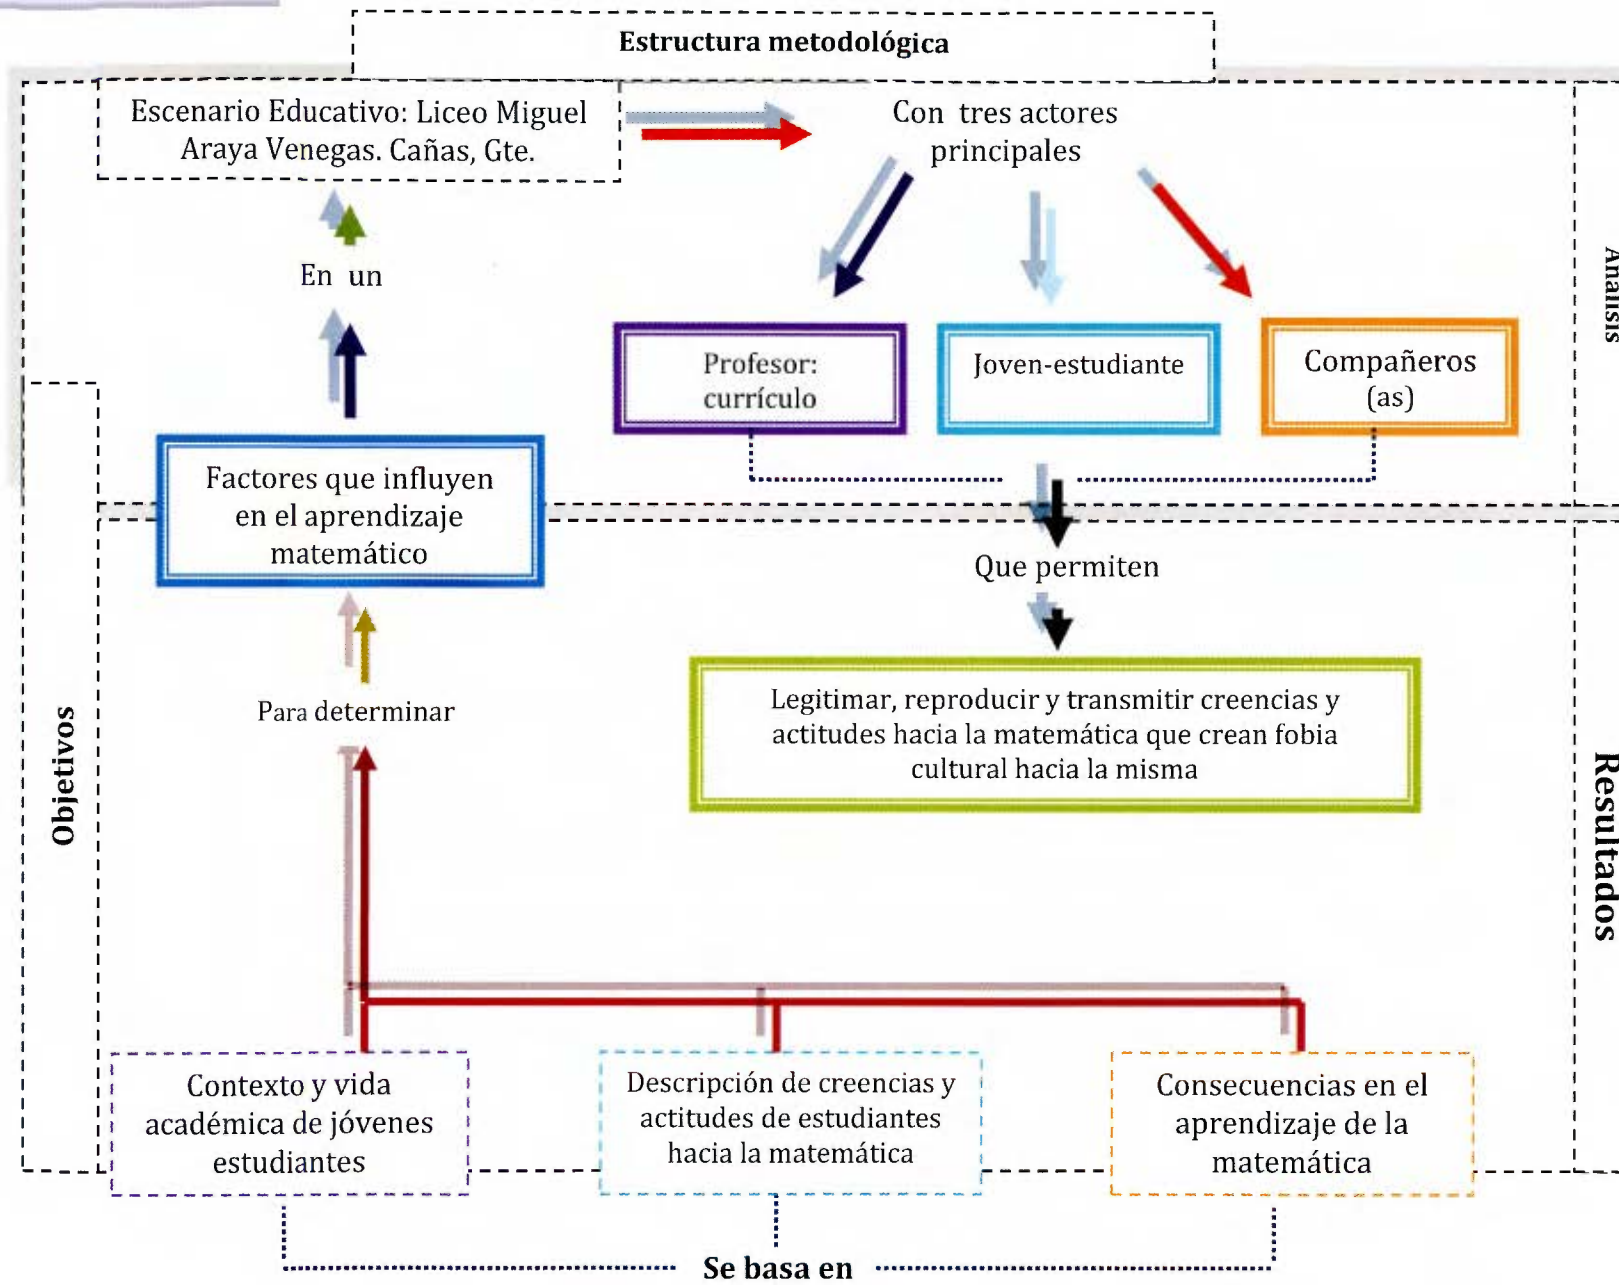 Estructura metodológica
Escenario Educativo: Liceo Miguel
Araya Venegas. Cañas, Gte.
Con tres actores
principales
En un
Profesor:
currículo
Joven-estudiante
Compañeros
(as)
Análisis
Factores que influyen
en el aprendizaje
matemático
Que permiten
Para determinar
Legitimar, reproducir y transmitir creencias y
actitudes hacia la matemática que crean fobia
cultural hacia la misma
Objetivos
Resultados
Contexto y vida
académica de jóvenes
estudiantes
Descripción de creencias y
actitudes de estudiantes
hacia la matemática
Consecuencias en el
aprendizaje de la
matemática
Se basa en